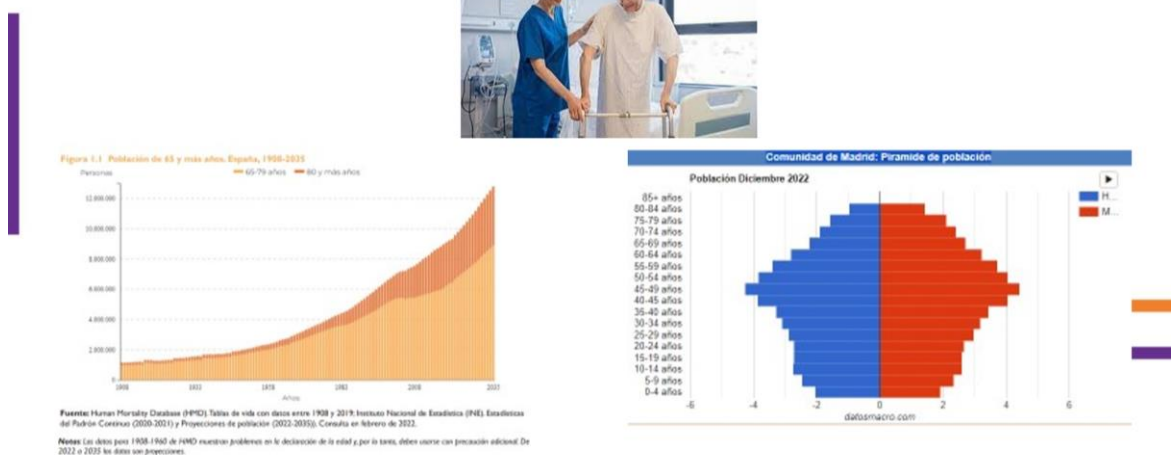 Figura 1.1 Población de 65 y más años. España, 1908-2035
Personas
65-79 años 80 y más años
12.000.000
10.000.000
8.000.000
6.000.000
4.000.000
2.000.000
0
1908 1933 1958 1983 2008 2035
Años
Fuente: Human Mortality Database (HMD). Tablas de vida con datos entre 1908 y 2019; Instituto Nacional de Estadística (INE). Estadísticas
del Padrón Continuo (2020-2021) y Proyecciones de población (2022-2035)). Consulta en febrero de 2022.
Notas: Los datos para 1908-1960 de HMD muestran problemas en la declaración de la edad y, por lo tanto, deben usarse con precaución adicional. De
2022 a 2035 los datos son proyecciones.
Comunidad de Madrid: Piramide de población
Población Diciembre 2022
H...
M...
85+ años
80-84 años
75-79 años
70-74 años
65-69 años
60-64 años
55-59 años
50-54 años
45-49 años
40-45 años
35-40 años
30-34 años
25-29 años
20-24 años
15-19 años
10-14 años
5-9 años
0-4 años
-6 -4 -2 0 2 4 6
datosmacro.com